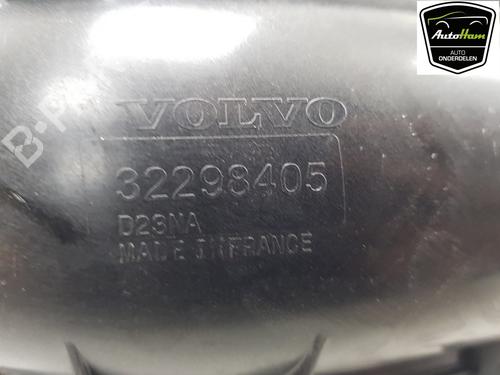 AutoHam
AUTO
ONDERDELEN
VOLVO
32298405
D23NA
MADE IN FRANCE